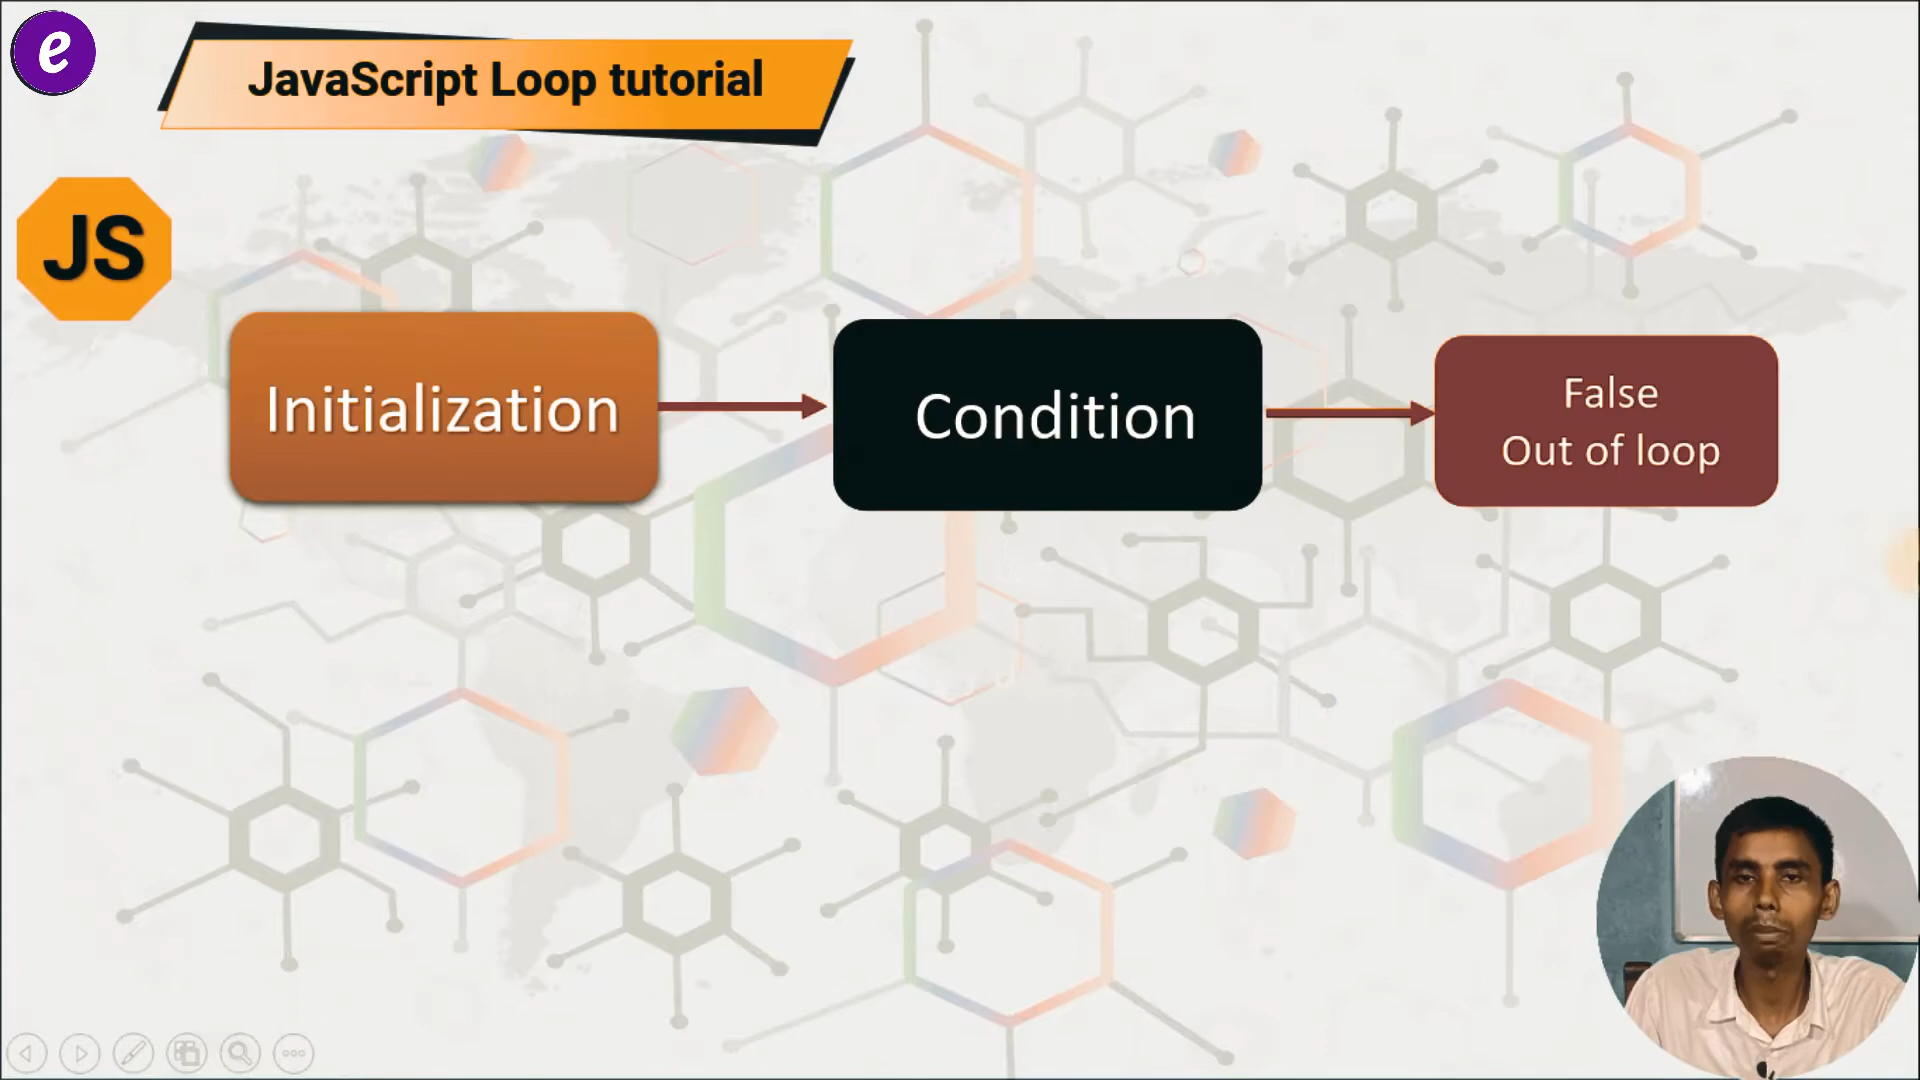 e
JavaScript Loop tutorial
JS
Initialization
Condition
False
Out of loop